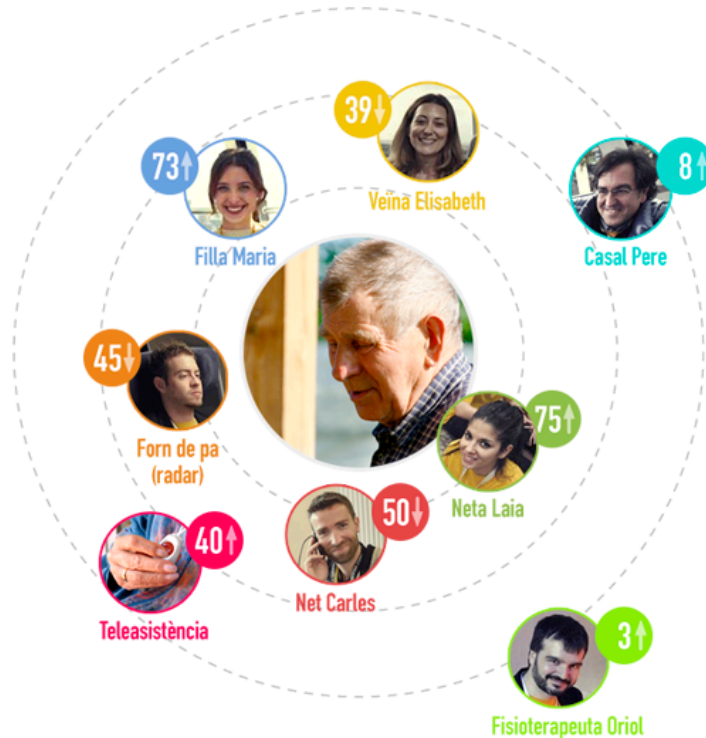 39↓
Veïna Elisabeth
73↑
Filla Maria
8↑
Casal Pere
45↓
Forn de pa
(radar)
75↑
Neta Laia
40↑
Teleasistència
50↓
Net Carles
3↑
Fisioterapeuta Oriol